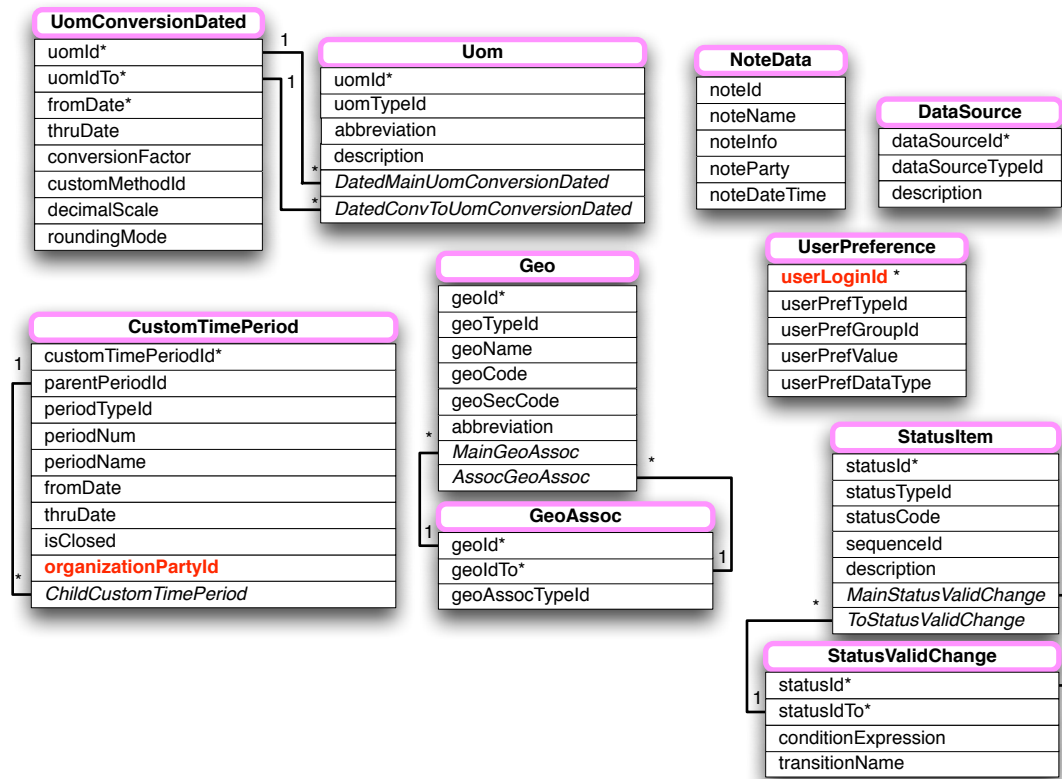 UomConversionDated
uomId*
uomIdTo*
fromDate*
thruDate
conversionFactor
customMethodId
decimalScale
roundingMode
1
1
Uom
uomId*
uomTypeId
abbreviation
description
* DatedMainUomConversionDated
* DatedConvToUomConversionDated
NoteData
noteId
noteName
noteInfo
noteParty
noteDateTime
DataSource
dataSourceId*
dataSourceTypeId
description
UserPreference
userLoginId *
userPrefTypeId
userPrefGroupId
userPrefValue
userPrefDataType
CustomTimePeriod
customTimePeriodId*
1
parentPeriodId
periodTypeId
periodNum
periodName
fromDate
thruDate
isClosed
organizationPartyId
* ChildCustomTimePeriod
Geo
geoId*
geoTypeId
geoName
geoCode
geoSecCode
abbreviation
* MainGeoAssoc
AssocGeoAssoc *
GeoAssoc
1 geoId*
geoIdTo* 1
geoAssocTypeId
StatusItem
statusId*
statusTypeId
statusCode
sequenceId
description
MainStatusValidChange
* ToStatusValidChange
StatusValidChange
statusId*
1 statusIdTo*
conditionExpression
transitionName